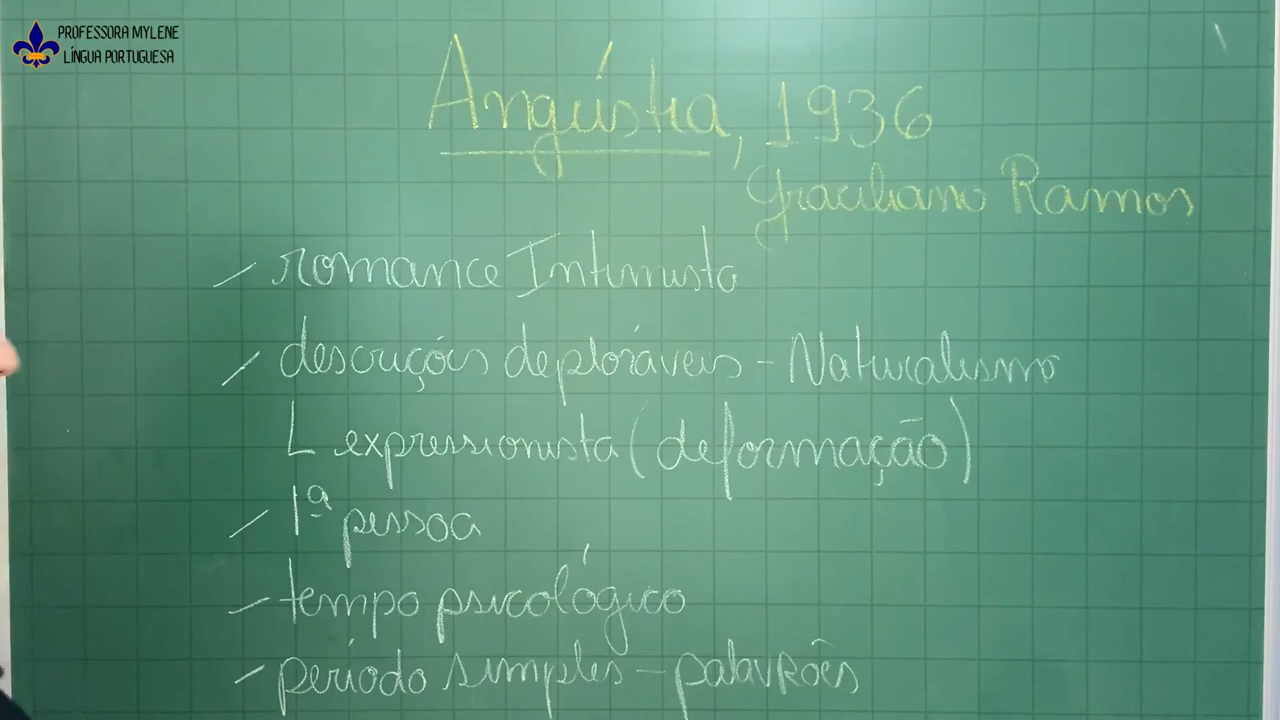 PROFESSORA MYLENE
LÍNGUA PORTUGUESA
Angústia, 1936
Graciliano Ramos
romance Intimista
descrições deploráveis - Naturalismo
L expressionista (deformação)
1ª pessoa
tempo psicológico
período simples - palavrões